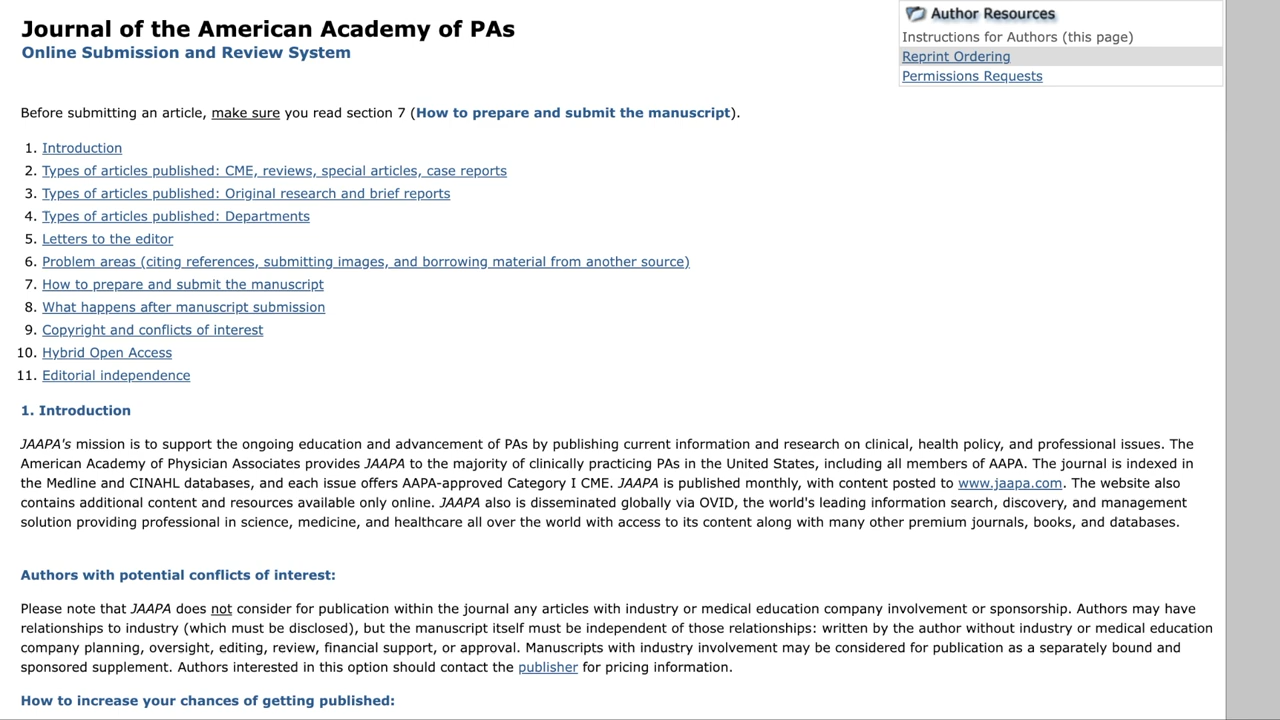 Journal of the American Academy of PAs
Online Submission and Review System
Author Resources
Instructions for Authors (this page)
Reprint Ordering
Permissions Requests
Before submitting an article, make sure you read section 7 (How to prepare and submit the manuscript).
1. Introduction
2. Types of articles published: CME, reviews, special articles, case reports
3. Types of articles published: Original research and brief reports
4. Types of articles published: Departments
5. Letters to the editor
6. Problem areas (citing references, submitting images, and borrowing material from another source)
7. How to prepare and submit the manuscript
8. What happens after manuscript submission
9. Copyright and conflicts of interest
10. Hybrid Open Access
11. Editorial independence
1. Introduction
JAAPA's mission is to support the ongoing education and advancement of PAs by publishing current information and research on clinical, health policy, and professional issues. The
American Academy of Physician Associates provides JAAPA to the majority of clinically practicing PAs in the United States, including all members of AAPA. The journal is indexed in
the Medline and CINAHL databases, and each issue offers AAPA-approved Category I CME. JAAPA is published monthly, with content posted to www.jaapa.com. The website also
contains additional content and resources available only online. JAAPA also is disseminated globally via OVID, the world's leading information search, discovery, and management
solution providing professional in science, medicine, and healthcare all over the world with access to its content along with many other premium journals, books, and databases.
Authors with potential conflicts of interest:
Please note that JAAPA does not consider for publication within the journal any articles with industry or medical education company involvement or sponsorship. Authors may have
relationships to industry (which must be disclosed), but the manuscript itself must be independent of those relationships: written by the author without industry or medical education
company planning, oversight, editing, review, financial support, or approval. Manuscripts with industry involvement may be considered for publication as a separately bound and
sponsored supplement. Authors interested in this option should contact the publisher for pricing information.
How to increase your chances of getting published: